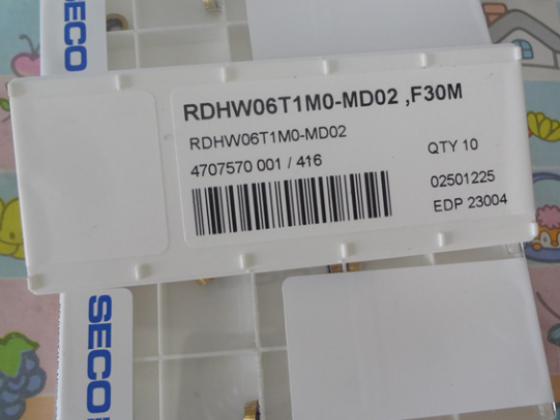 SECO
RDHW06T1M0-MD02 ,F30M
RDHW06T1M0-MD02
4707570 001 / 416
QTY 10
02501225
EDP 23004
SECO